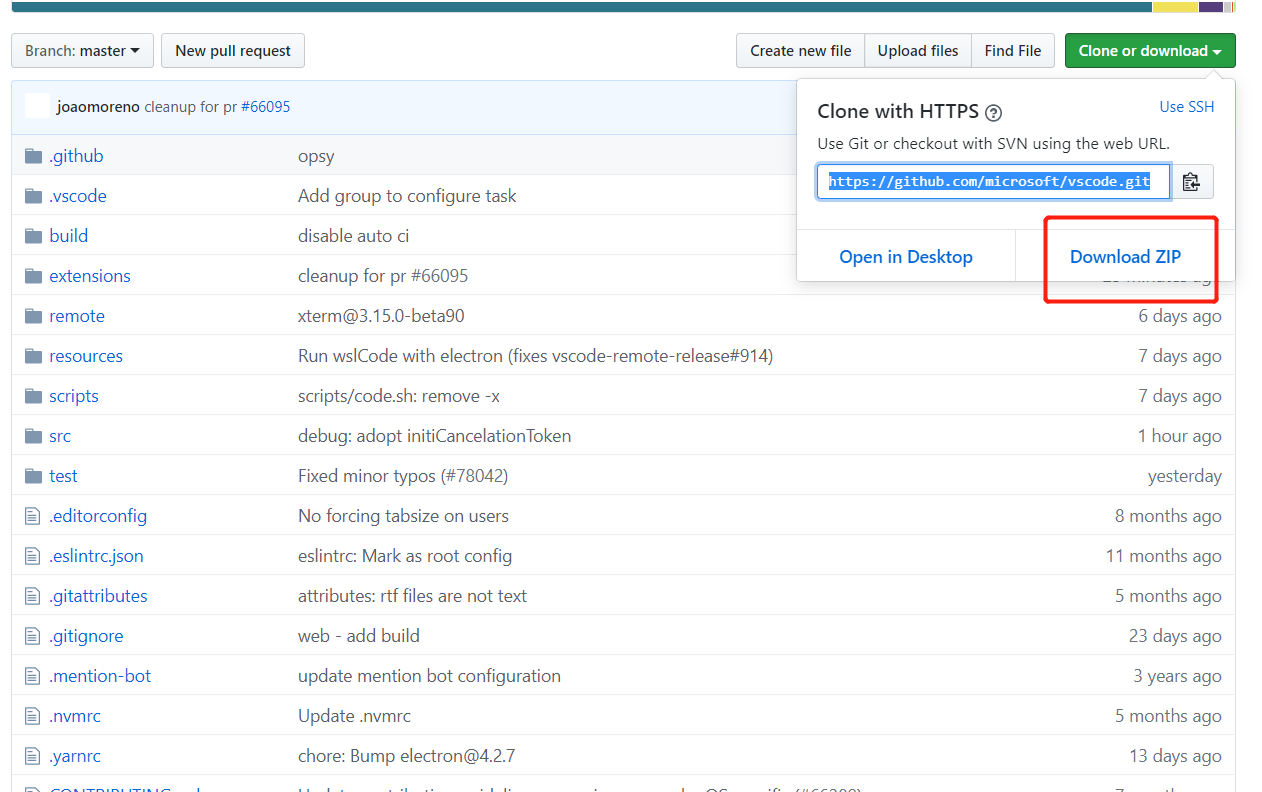 Branch: master
New pull request
Create new file
Upload files
Find File
Clone or download
joaomoreno cleanup for pr #66095
Clone with HTTPS ?
Use SSH
Use Git or checkout with SVN using the web URL.
https://github.com/microsoft/vscode.git
Open in Desktop
Download ZIP
.github opsy
.vscode Add group to configure task
build disable auto ci
extensions cleanup for pr #66095
remote xterm@3.15.0-beta90 6 days ago
resources Run wslCode with electron (fixes vscode-remote-release#914) 7 days ago
scripts scripts/code.sh: remove -x 7 days ago
src debug: adopt initiCancelationToken 1 hour ago
test Fixed minor typos (#78042) yesterday
.editorconfig No forcing tabsize on users 8 months ago
.eslintrc.json eslintrc: Mark as root config 11 months ago
.gitattributes attributes: rtf files are not text 5 months ago
.gitignore web - add build 23 days ago
.mention-bot update mention bot configuration 3 years ago
.nvmrc Update .nvmrc 5 months ago
.yarnrc chore: Bump electron@4.2.7 13 days ago